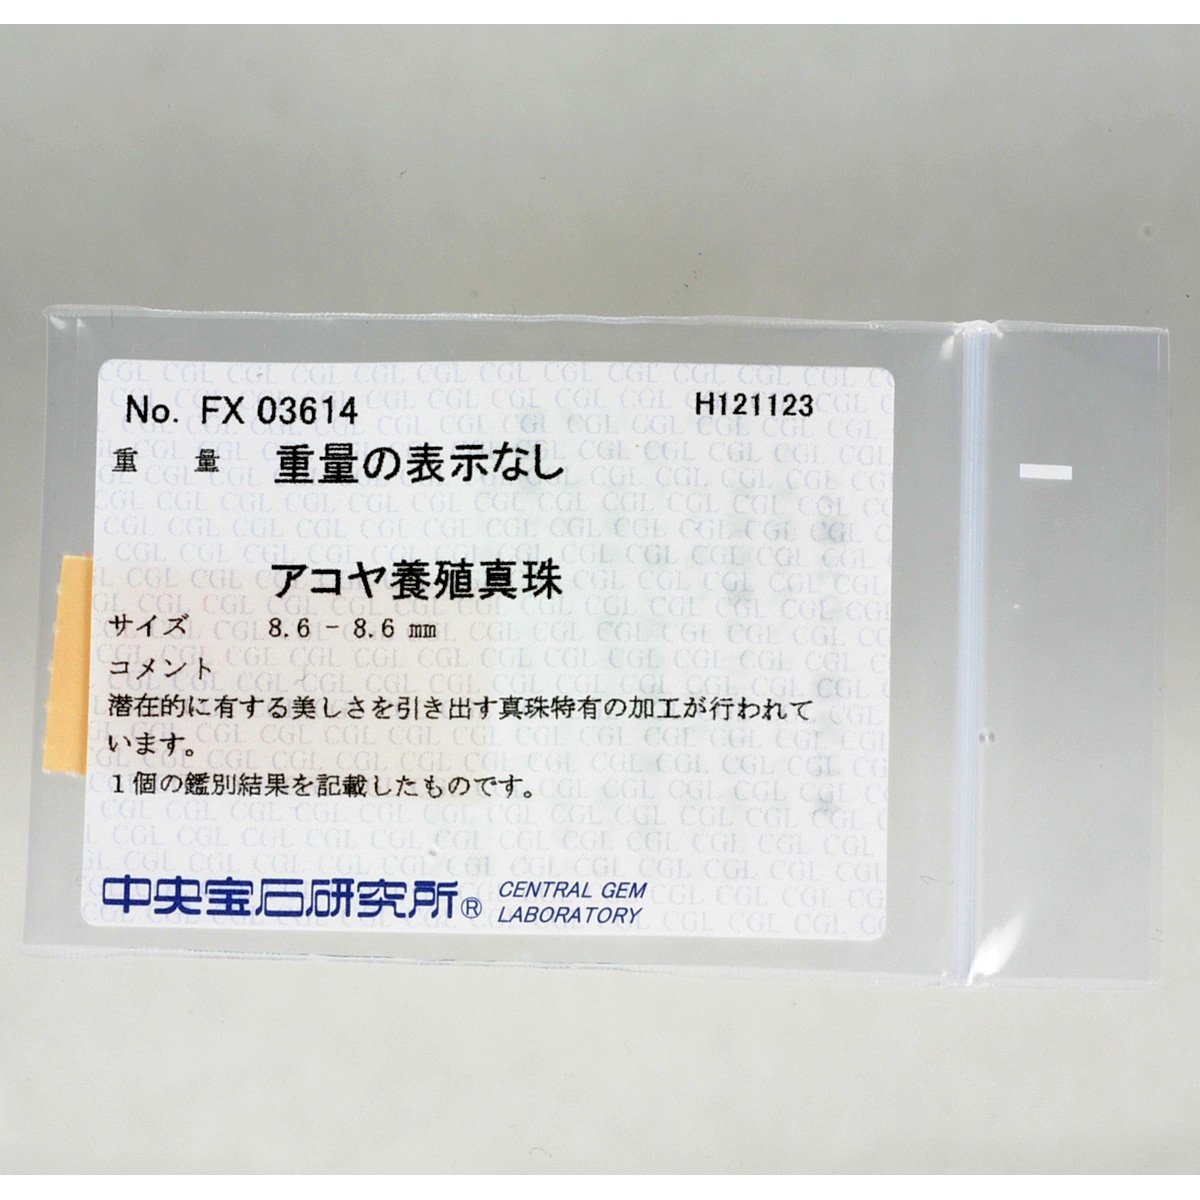 No. FX 03614 H121123
重 量 重量の表示なし
アコヤ養殖真珠
サイズ 8.6 - 8.6 mm
コメント
潜在的に有する美しさを引き出す真珠特有の加工が行われて
います。
1個の鑑別結果を記載したものです。
中央宝石研究所® CENTRAL GEM
LABORATORY